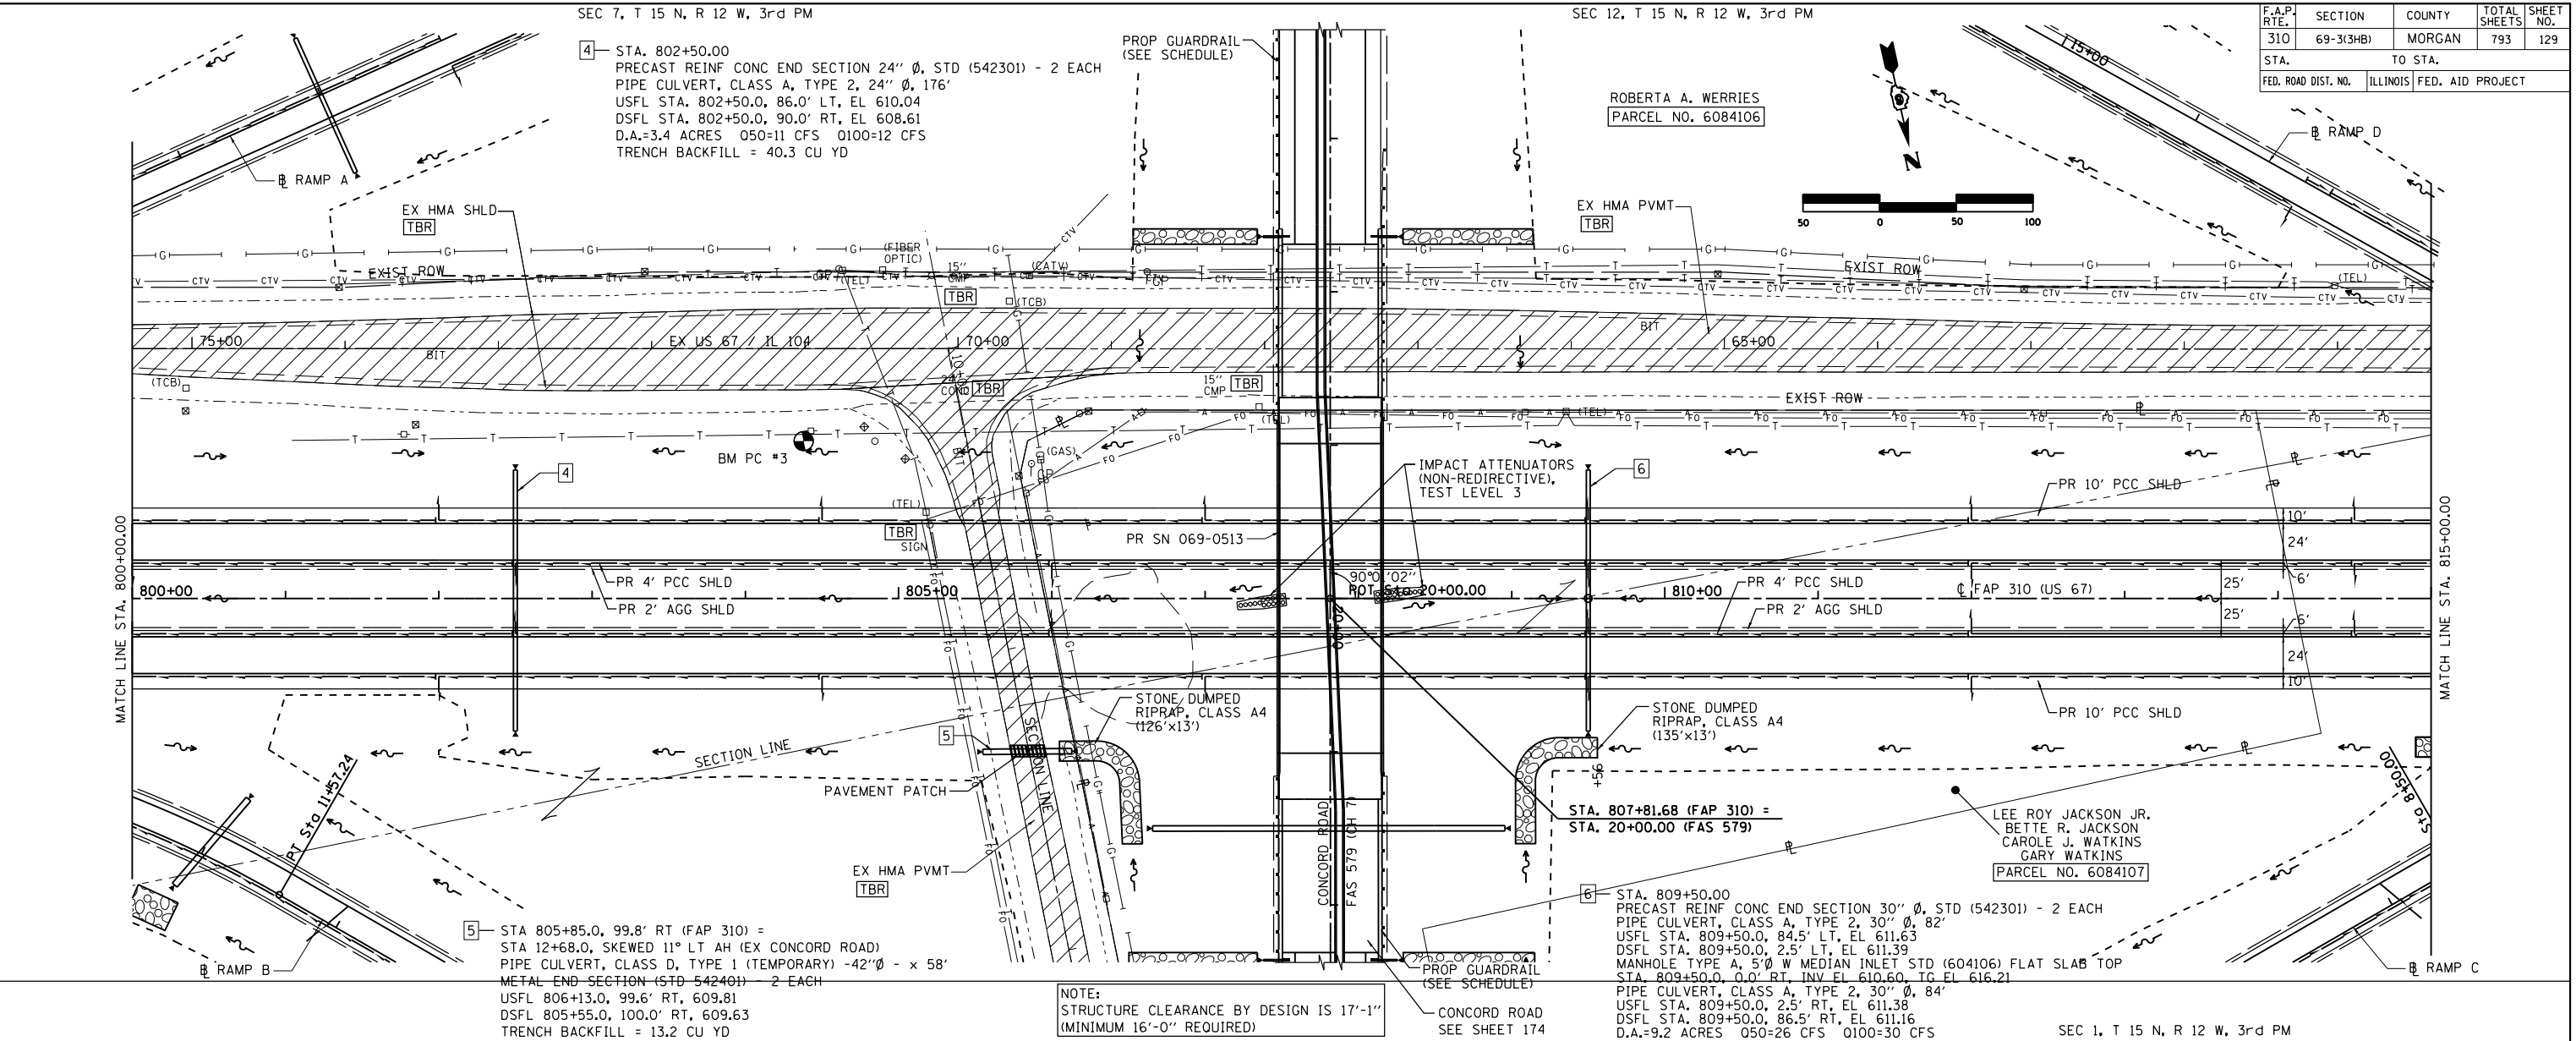 SEC 7, T 15 N, R 12 W, 3rd PM
SEC 12, T 15 N, R 12 W, 3rd PM
F.A.P. RTE. SECTION COUNTY TOTAL SHEETS SHEET NO.
310 69-3(3HB) MORGAN 793 129
STA. TO STA.
FED. ROAD DIST. NO. ILLINOIS FED. AID PROJECT
4
STA. 802+50.00
PRECAST REINF CONC END SECTION 24'' Ø, STD (542301) - 2 EACH
PIPE CULVERT, CLASS A, TYPE 2, 24'' Ø, 176'
USFL STA. 802+50.0, 86.0' LT, EL 610.04
DSFL STA. 802+50.0, 90.0' RT, EL 608.61
D.A.=3.4 ACRES Q50=11 CFS Q100=12 CFS
TRENCH BACKFILL = 40.3 CU YD
PROP GUARDRAIL
(SEE SCHEDULE)
ROBERTA A. WERRIES
PARCEL NO. 6084106
N
50 0 50 100
15+00
℄ RAMP D
℄ RAMP A
EX HMA SHLD
TBR
EX HMA PVMT
TBR
(FIBER
OPTIC)
EXIST ROW
15''
CMP
TBR
(CATV)
(TEL)
(TCB)
FGP
EXIST ROW
(TEL)
75+00
BIT
EX US 67 / IL 104
70+00
BIT
65+00
(TCB)
TBR
15''
CMP
TBR
EXIST ROW
(TEL)
(TEL)
BM PC #3
BIT
(GAS)
4
IMPACT ATTENUATORS
(NON-REDIRECTIVE),
TEST LEVEL 3
6
PR 10' PCC SHLD
(TEL)
TBR
SIGN
PR SN 069-0513
10'
24'
6'
25'
25'
6'
24'
10'
MATCH LINE STA. 800+00.00
MATCH LINE STA. 815+00.00
800+00
PR 4' PCC SHLD
PR 2' AGG SHLD
805+00
POT Sta 20+00.00
20+00
PR 4' PCC SHLD
810+00
PR 2' AGG SHLD
℄ FAP 310 (US 67)
STONE DUMPED
RIPRAP, CLASS A4
(126'x13')
STONE DUMPED
RIPRAP, CLASS A4
(135'x13')
PR 10' PCC SHLD
5
SECTION LINE
SECTION LINE
PAVEMENT PATCH
+56
PT Sta 11+57.24
Sta 8+50.00
STA. 807+81.68 (FAP 310) =
STA. 20+00.00 (FAS 579)
CONCORD ROAD
FAS 579 (CH 7)
LEE ROY JACKSON JR.
BETTE R. JACKSON
CAROLE J. WATKINS
GARY WATKINS
PARCEL NO. 6084107
EX HMA PVMT
TBR
℄ RAMP B
℄ RAMP C
5
STA 805+85.0, 99.8' RT (FAP 310) =
STA 12+68.0, SKEWED 11° LT AH (EX CONCORD ROAD)
PIPE CULVERT, CLASS D, TYPE 1 (TEMPORARY) -42''Ø - x 58'
METAL END SECTION (STD 542401) - 2 EACH
USFL 806+13.0, 99.6' RT, 609.81
DSFL 805+55.0, 100.0' RT, 609.63
TRENCH BACKFILL = 13.2 CU YD
NOTE:
STRUCTURE CLEARANCE BY DESIGN IS 17'-1''
(MINIMUM 16'-0'' REQUIRED)
PROP GUARDRAIL
(SEE SCHEDULE)
CONCORD ROAD
SEE SHEET 174
6
STA. 809+50.00
PRECAST REINF CONC END SECTION 30'' Ø, STD (542301) - 2 EACH
PIPE CULVERT, CLASS A, TYPE 2, 30'' Ø, 82'
USFL STA. 809+50.0, 84.5' LT, EL 611.63
DSFL STA. 809+50.0, 2.5' LT, EL 611.39
MANHOLE TYPE A, 5'Ø W MEDIAN INLET STD (604106) FLAT SLAB TOP
STA. 809+50.0, 0.0' RT, INV EL 610.60, TG EL 616.21
PIPE CULVERT, CLASS A, TYPE 2, 30'' Ø, 84'
USFL STA. 809+50.0, 2.5' RT, EL 611.38
DSFL STA. 809+50.0, 86.5' RT, EL 611.16
D.A.=9.2 ACRES Q50=26 CFS Q100=30 CFS
SEC 1, T 15 N, R 12 W, 3rd PM